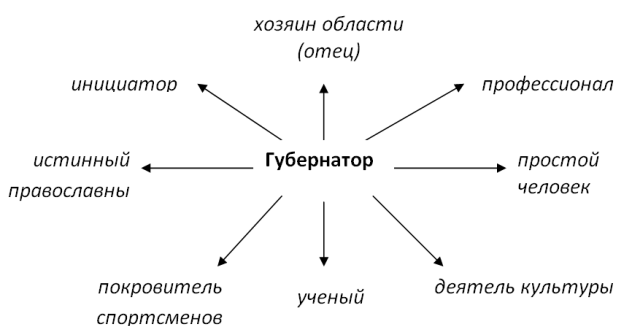 хозяин области
(отец)
инициатор
профессионал
истинный
православны
Губернатор
простой
человек
покровитель
спортсменов
ученый
деятель культуры